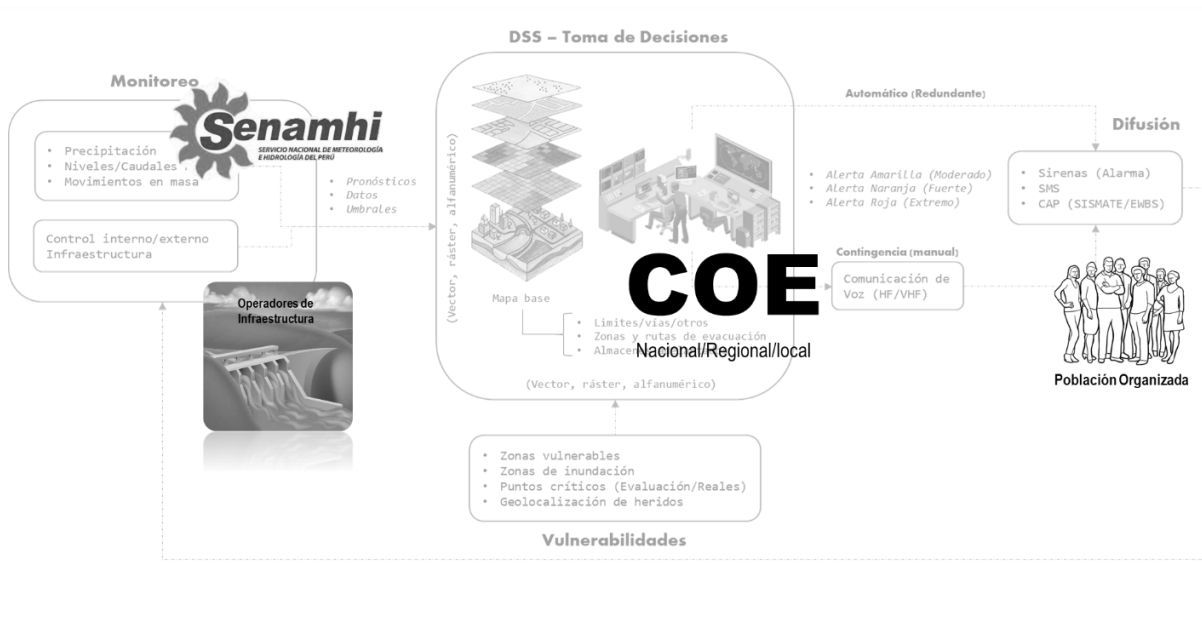 DSS – Toma de Decisiones
Monitoreo
Senamhi
SERVICIO NACIONAL DE METEOROLOGÍA
E HIDROLOGÍA DEL PERÚ
• Precipitación
• Niveles/Caudales
• Movimientos en masa
Control interno/externo
Infraestructura
Operadores de
Infraestructura
• Pronósticos
• Datos
• Umbrales
(Vector, ráster, alfanumérico)
Mapa base
• Limites/vías/otros
• Zonas y rutas de evacuación
• Almacenes
COE
Nacional/Regional/local
(Vector, ráster, alfanumérico)
• Zonas vulnerables
• Zonas de inundación
• Puntos críticos (Evaluación/Reales)
• Geolocalización de heridos
Vulnerabilidades
Automático (Redundante)
• Alerta Amarilla (Moderado)
• Alerta Naranja (Fuerte)
• Alerta Roja (Extremo)
Contingencia (manual)
Comunicación de
Voz (HF/VHF)
Difusión
• Sirenas (Alarma)
• SMS
• CAP (SISMATE/EWBS)
Población Organizada